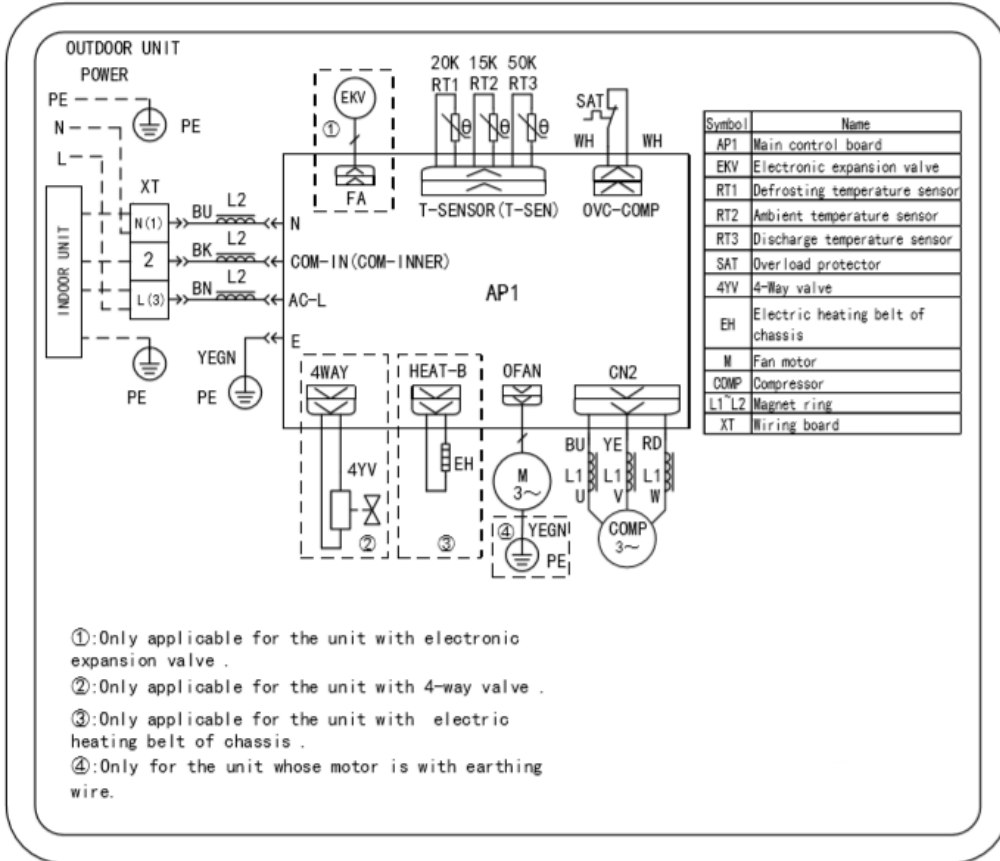 OUTDOOR UNIT
POWER
PE
N
L
PE
INDOOR UNIT
XT
N(1)
2
L(3)
PE
BU L2
BK L2
BN L2
N
COM-IN(COM-INNER)
AC-L
E
YEGN
PE
EKV
①
FA
20K 15K 50K
RT1 RT2 RT3
θ θ θ
T-SENSOR(T-SEN)
SAT
WH WH
OVC-COMP
AP1
4WAY
4YV
②
HEAT-B
EH
③
OFAN
M
3~
④ YEGN
PE
CN2
BU YE RD
L1 L1 L1
U V W
COMP
3~
Symbol Name
AP1 Main control board
EKV Electronic expansion valve
RT1 Defrosting temperature sensor
RT2 Ambient temperature sensor
RT3 Discharge temperature sensor
SAT Overload protector
4YV 4-Way valve
EH Electric heating belt of
chassis
M Fan motor
COMP Compressor
L1~L2 Magnet ring
XT Wiring board
①:Only applicable for the unit with electronic
expansion valve .
②:Only applicable for the unit with 4-way valve .
③:Only applicable for the unit with electric
heating belt of chassis .
④:Only for the unit whose motor is with earthing
wire.